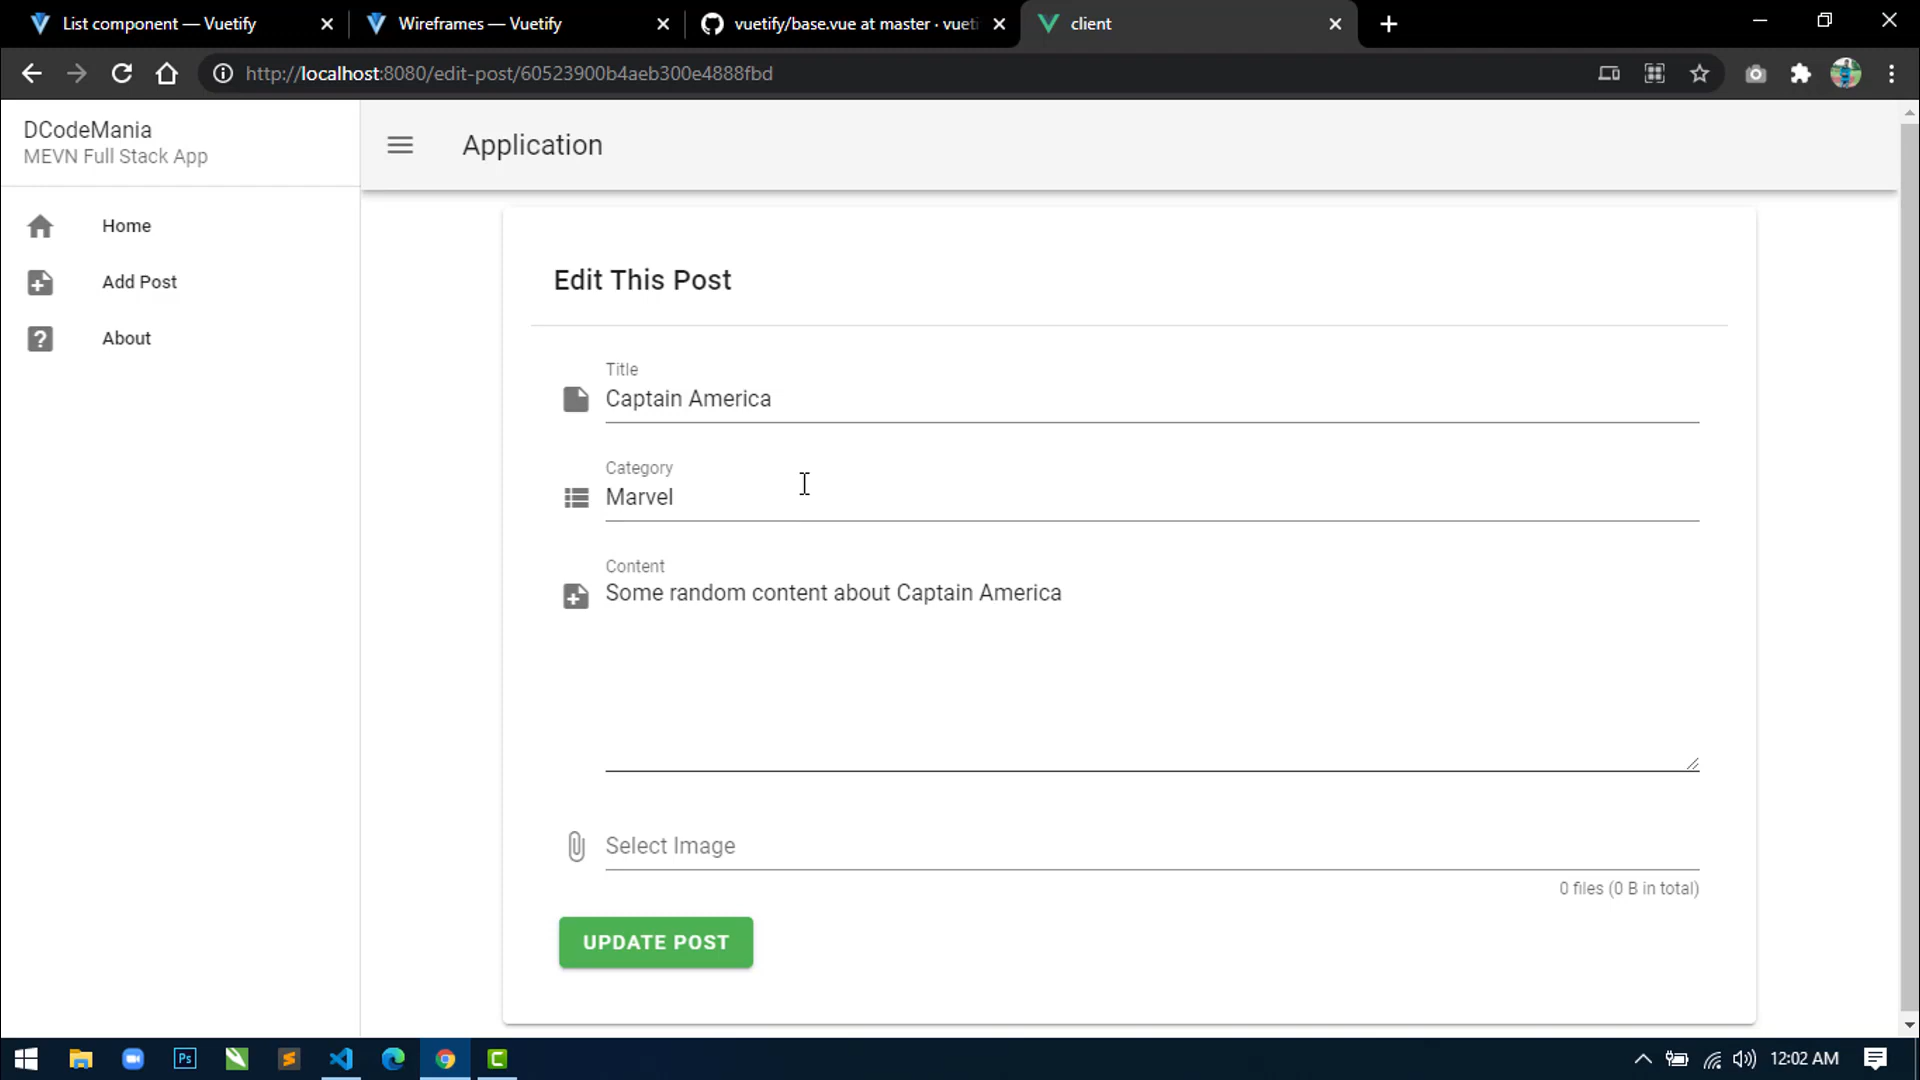 List component — Vuetify
Wireframes — Vuetify
vuetify/base.vue at master · vueti
client
http://localhost:8080/edit-post/60523900b4aeb300e4888fbd
DCodeMania
MEVN Full Stack App
Application
Home
Add Post
About
Edit This Post
Title
Captain America
Category
Marvel
Content
Some random content about Captain America
Select Image
0 files (0 B in total)
UPDATE POST
Ps
12:02 AM